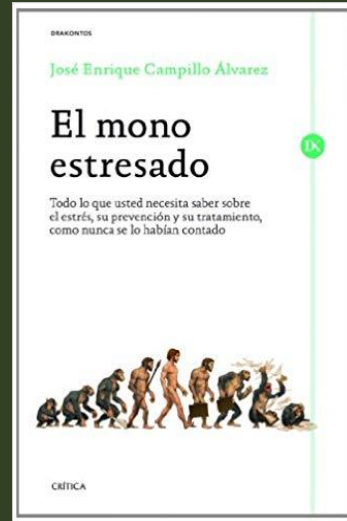 DRAKONTOS
José Enrique Campillo Álvarez
El mono
estresado
DK
Todo lo que usted necesita saber sobre
el estrés, su prevención y su tratamiento,
como nunca se lo habían contado
CRÍTICA